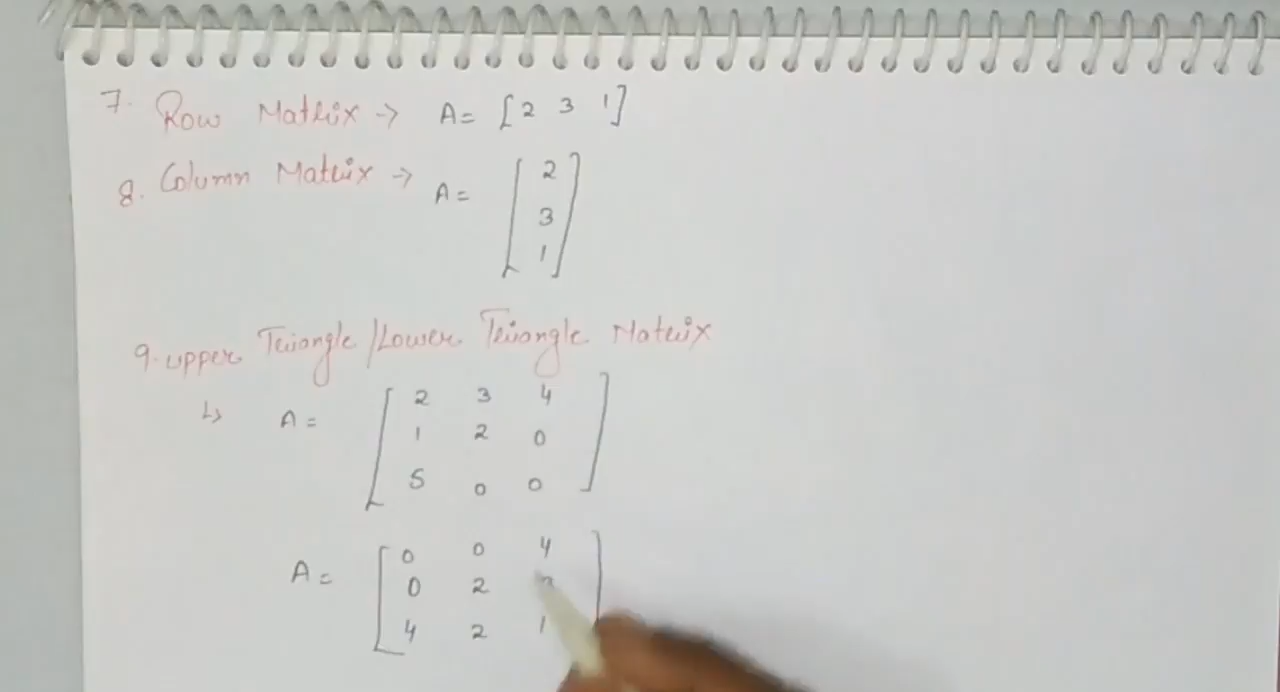 7. Row Matrix → A = [2 3 1]
8. Column Matrix → A =
2
3
1
9. upper Triangle / Lower Triangle Matrix
↳ A =
2 3 4
1 2 0
5 0 0
A =
0 0 4
0 2
4 2 1